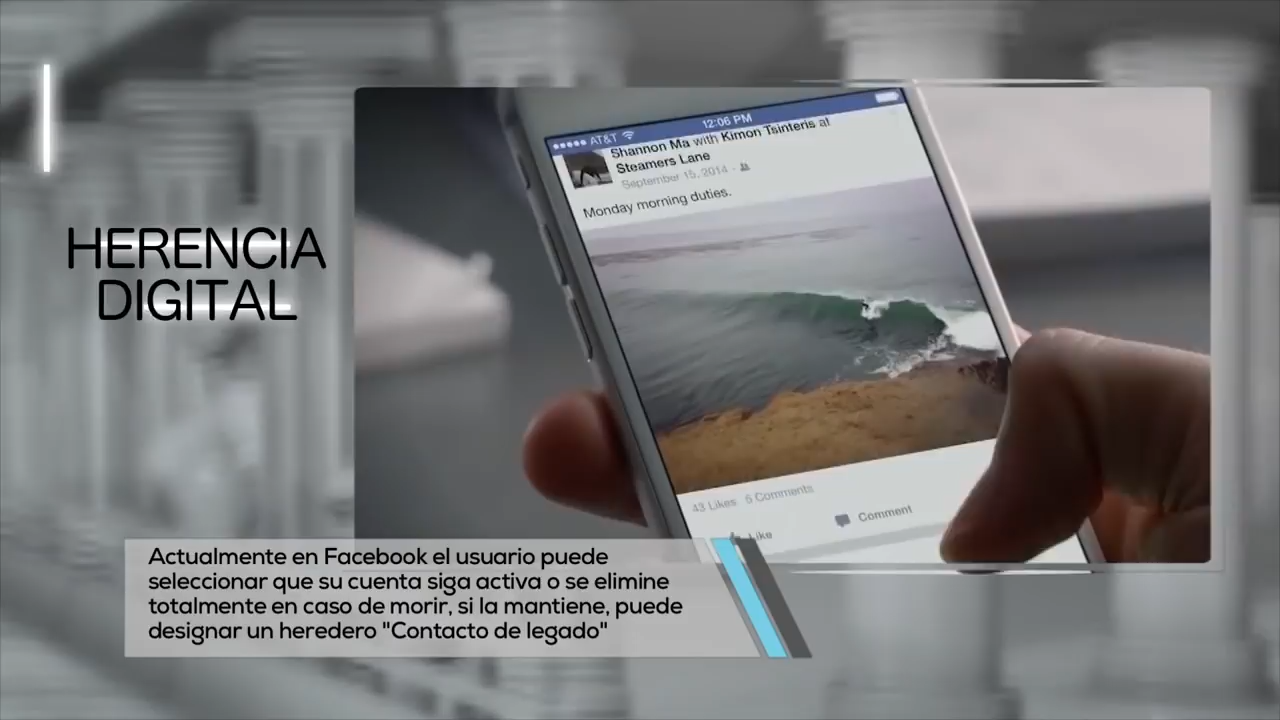 HERENCIA
DIGITAL
AT&T
12:06 PM
Shannon Ma with Kimon Tsinteris at
Steamers Lane
September 15, 2014
Monday morning duties.
43 Likes 5 Comments
Like
Comment
Actualmente en Facebook el usuario puede
seleccionar que su cuenta siga activa o se elimine
totalmente en caso de morir, si la mantiene, puede
designar un heredero "Contacto de legado"